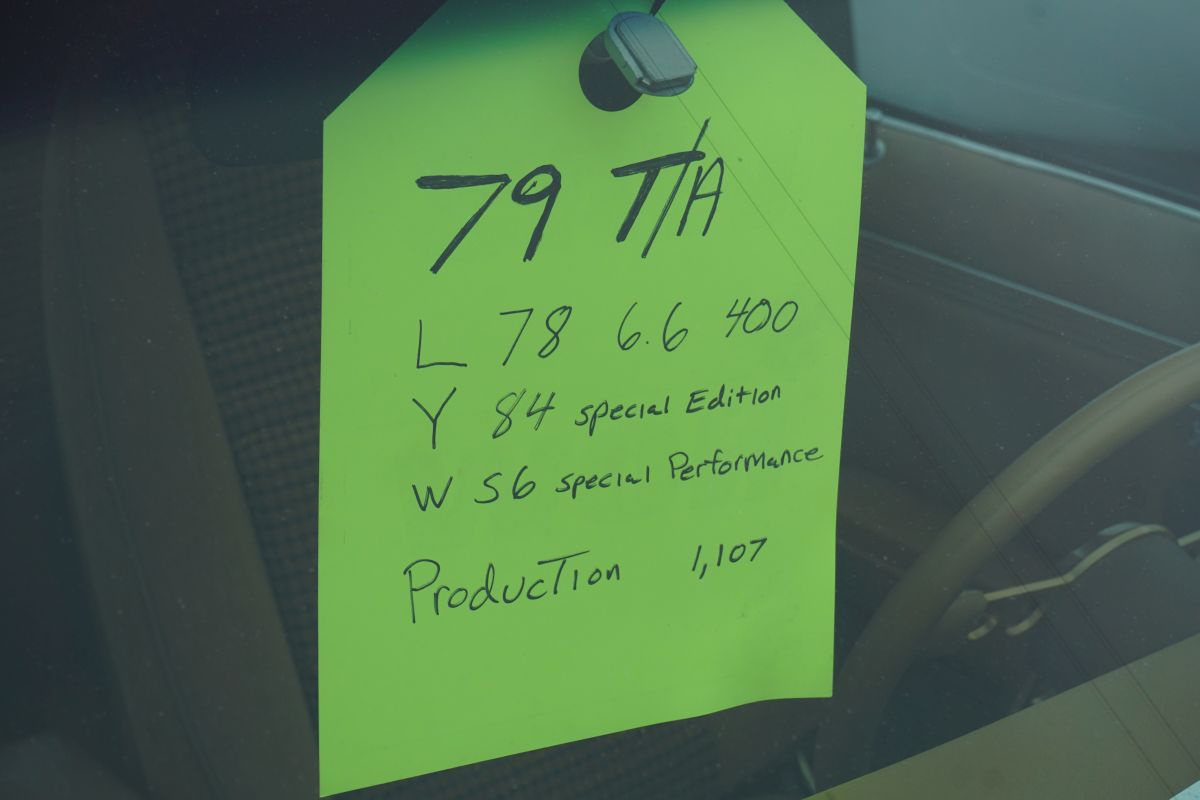 79 T/A
L 78 6.6 400
Y 84 special Edition
W S6 special Performance
Production 1,107